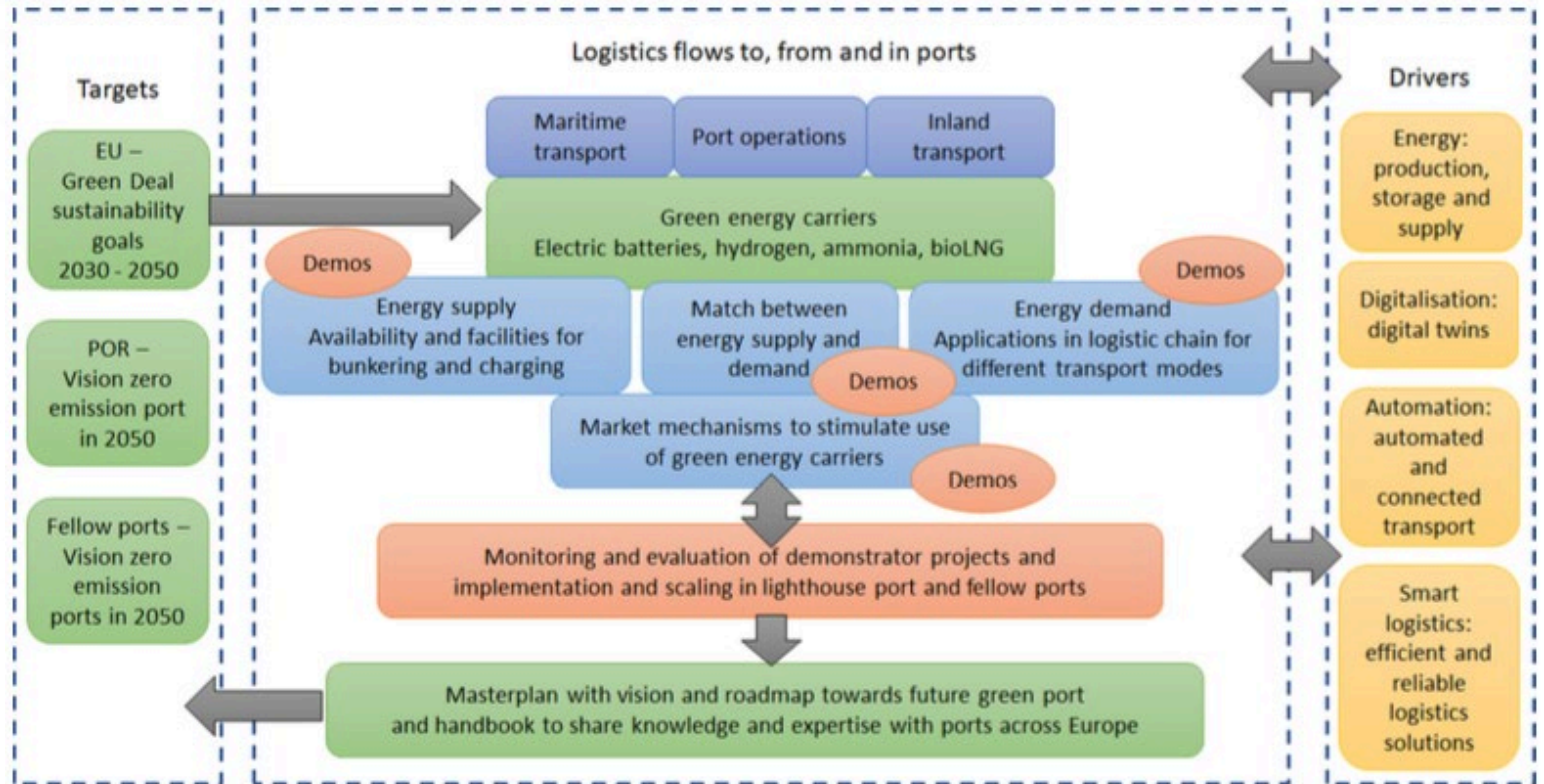 Targets
EU –
Green Deal
sustainability
goals
2030 - 2050
POR –
Vision zero
emission port
in 2050
Fellow ports –
Vision zero
emission
ports in 2050
Logistics flows to, from and in ports
Maritime
transport
Port operations
Inland
transport
Green energy carriers
Electric batteries, hydrogen, ammonia, bioLNG
Demos
Energy supply
Availability and facilities for
bunkering and charging
Match between
energy supply and
demand
Demos
Demos
Energy demand
Applications in logistic chain for
different transport modes
Market mechanisms to stimulate use
of green energy carriers
Demos
Monitoring and evaluation of demonstrator projects and
implementation and scaling in lighthouse port and fellow ports
Masterplan with vision and roadmap towards future green port
and handbook to share knowledge and expertise with ports across Europe
Drivers
Energy:
production,
storage and
supply
Digitalisation:
digital twins
Automation:
automated
and
connected
transport
Smart
logistics:
efficient and
reliable
logistics
solutions